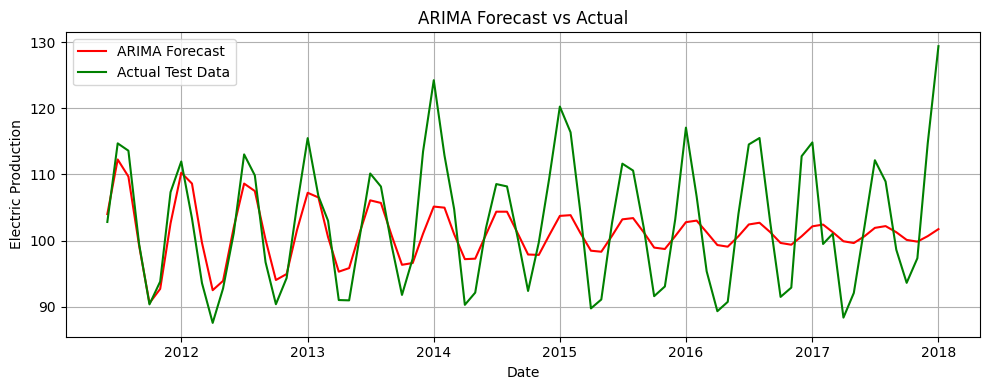 ARIMA Forecast vs Actual
ARIMA Forecast
Actual Test Data
Electric Production
130
120
110
100
90
2012 2013 2014 2015 2016 2017 2018
Date